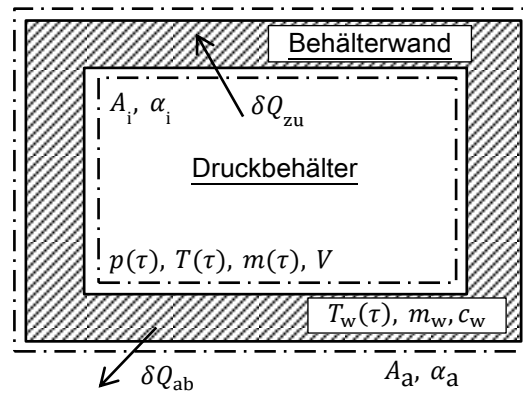 Behälterwand
A_i, α_i
δQ_zu
Druckbehälter
p(τ), T(τ), m(τ), V
T_w(τ), m_w, c_w
δQ_ab
A_a, α_a